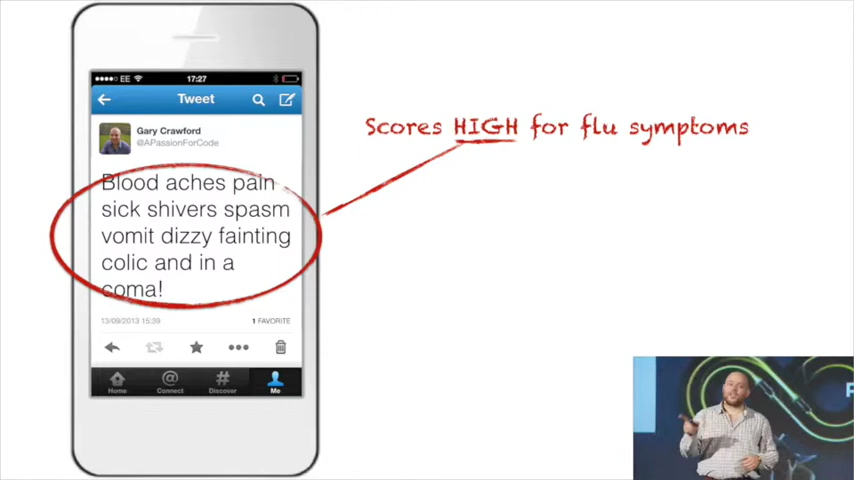 EE
17:27
Tweet
Gary Crawford
@APassionForCode
Blood aches pain
sick shivers spasm
vomit dizzy fainting
colic and in a
coma!
13/09/2013 15:39
1 FAVORITE
Home
Connect
Discover
Me
Scores HIGH for flu symptoms